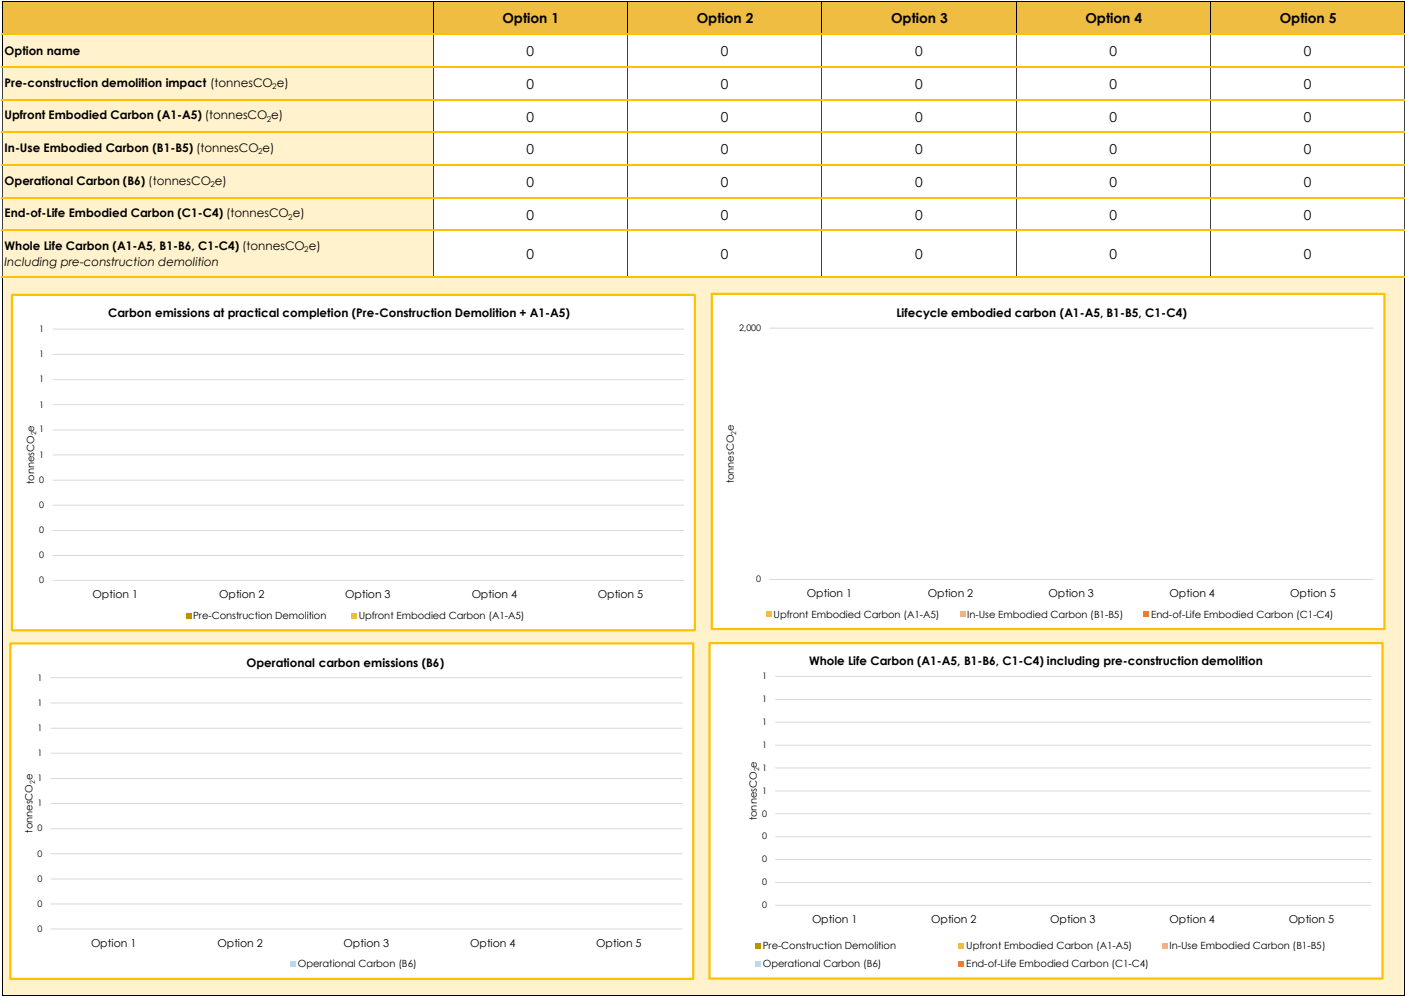 Option 1 Option 2 Option 3 Option 4 Option 5
Option name 0 0 0 0 0
Pre-construction demolition impact (tonnesCO₂e) 0 0 0 0 0
Upfront Embodied Carbon (A1-A5) (tonnesCO₂e) 0 0 0 0 0
In-Use Embodied Carbon (B1-B5) (tonnesCO₂e) 0 0 0 0 0
Operational Carbon (B6) (tonnesCO₂e) 0 0 0 0 0
End-of-Life Embodied Carbon (C1-C4) (tonnesCO₂e) 0 0 0 0 0
Whole Life Carbon (A1-A5, B1-B6, C1-C4) (tonnesCO₂e) 0 0 0 0 0
Including pre-construction demolition
Carbon emissions at practical completion (Pre-Construction Demolition + A1-A5)
1
1
1
1
1
1
0
0
0
0
0
tonnesCO₂e
Option 1 Option 2 Option 3 Option 4 Option 5
Pre-Construction Demolition Upfront Embodied Carbon (A1-A5)
Lifecycle embodied carbon (A1-A5, B1-B5, C1-C4)
2,000
0
tonnesCO₂e
Option 1 Option 2 Option 3 Option 4 Option 5
Upfront Embodied Carbon (A1-A5) In-Use Embodied Carbon (B1-B5) End-of-Life Embodied Carbon (C1-C4)
Operational carbon emissions (B6)
1
1
1
1
1
1
0
0
0
0
0
tonnesCO₂e
Option 1 Option 2 Option 3 Option 4 Option 5
Operational Carbon (B6)
Whole Life Carbon (A1-A5, B1-B6, C1-C4) including pre-construction demolition
1
1
1
1
1
1
0
0
0
0
0
tonnesCO₂e
Option 1 Option 2 Option 3 Option 4 Option 5
Pre-Construction Demolition Upfront Embodied Carbon (A1-A5) In-Use Embodied Carbon (B1-B5)
Operational Carbon (B6) End-of-Life Embodied Carbon (C1-C4)